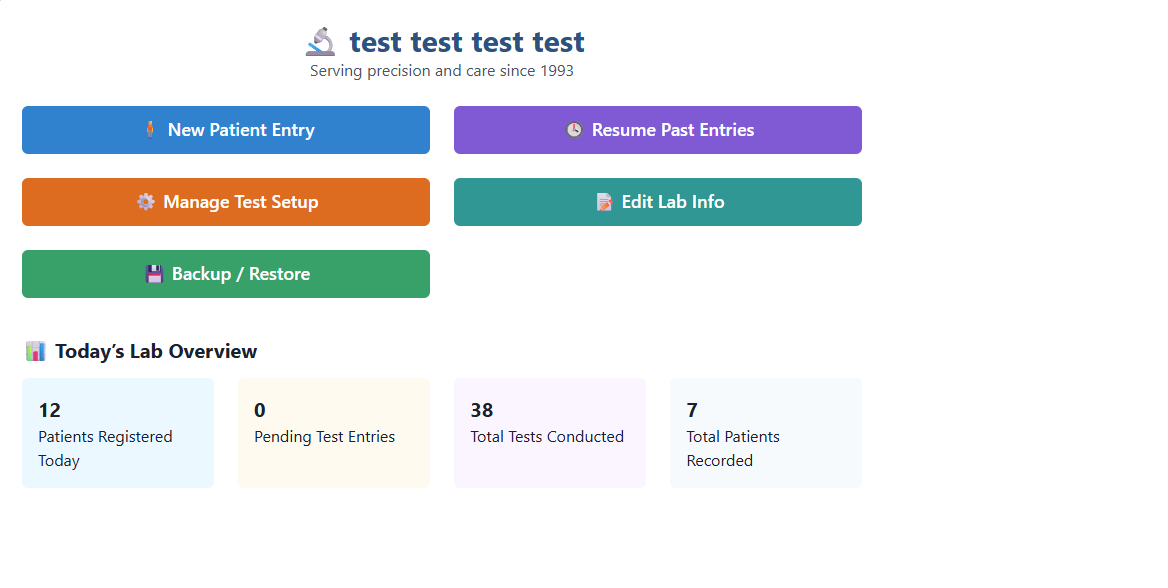 test test test test
Serving precision and care since 1993
New Patient Entry
Resume Past Entries
Manage Test Setup
Edit Lab Info
Backup / Restore
Today’s Lab Overview
12
Patients Registered
Today
0
Pending Test Entries
38
Total Tests Conducted
7
Total Patients
Recorded